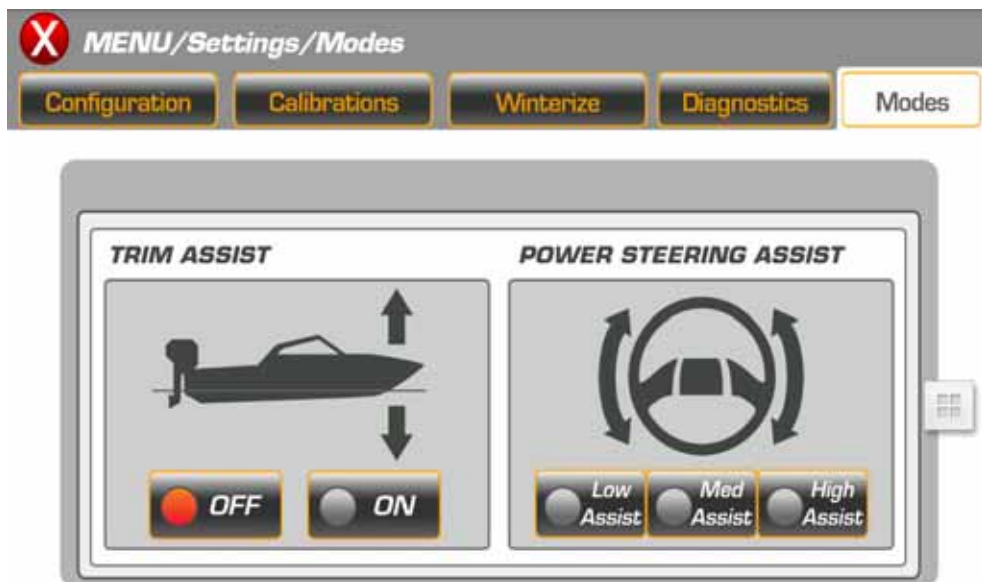 X MENU/Settings/Modes
Configuration Calibrations Winterize Diagnostics Modes
TRIM ASSIST POWER STEERING ASSIST
OFF ON Low Assist Med Assist High Assist